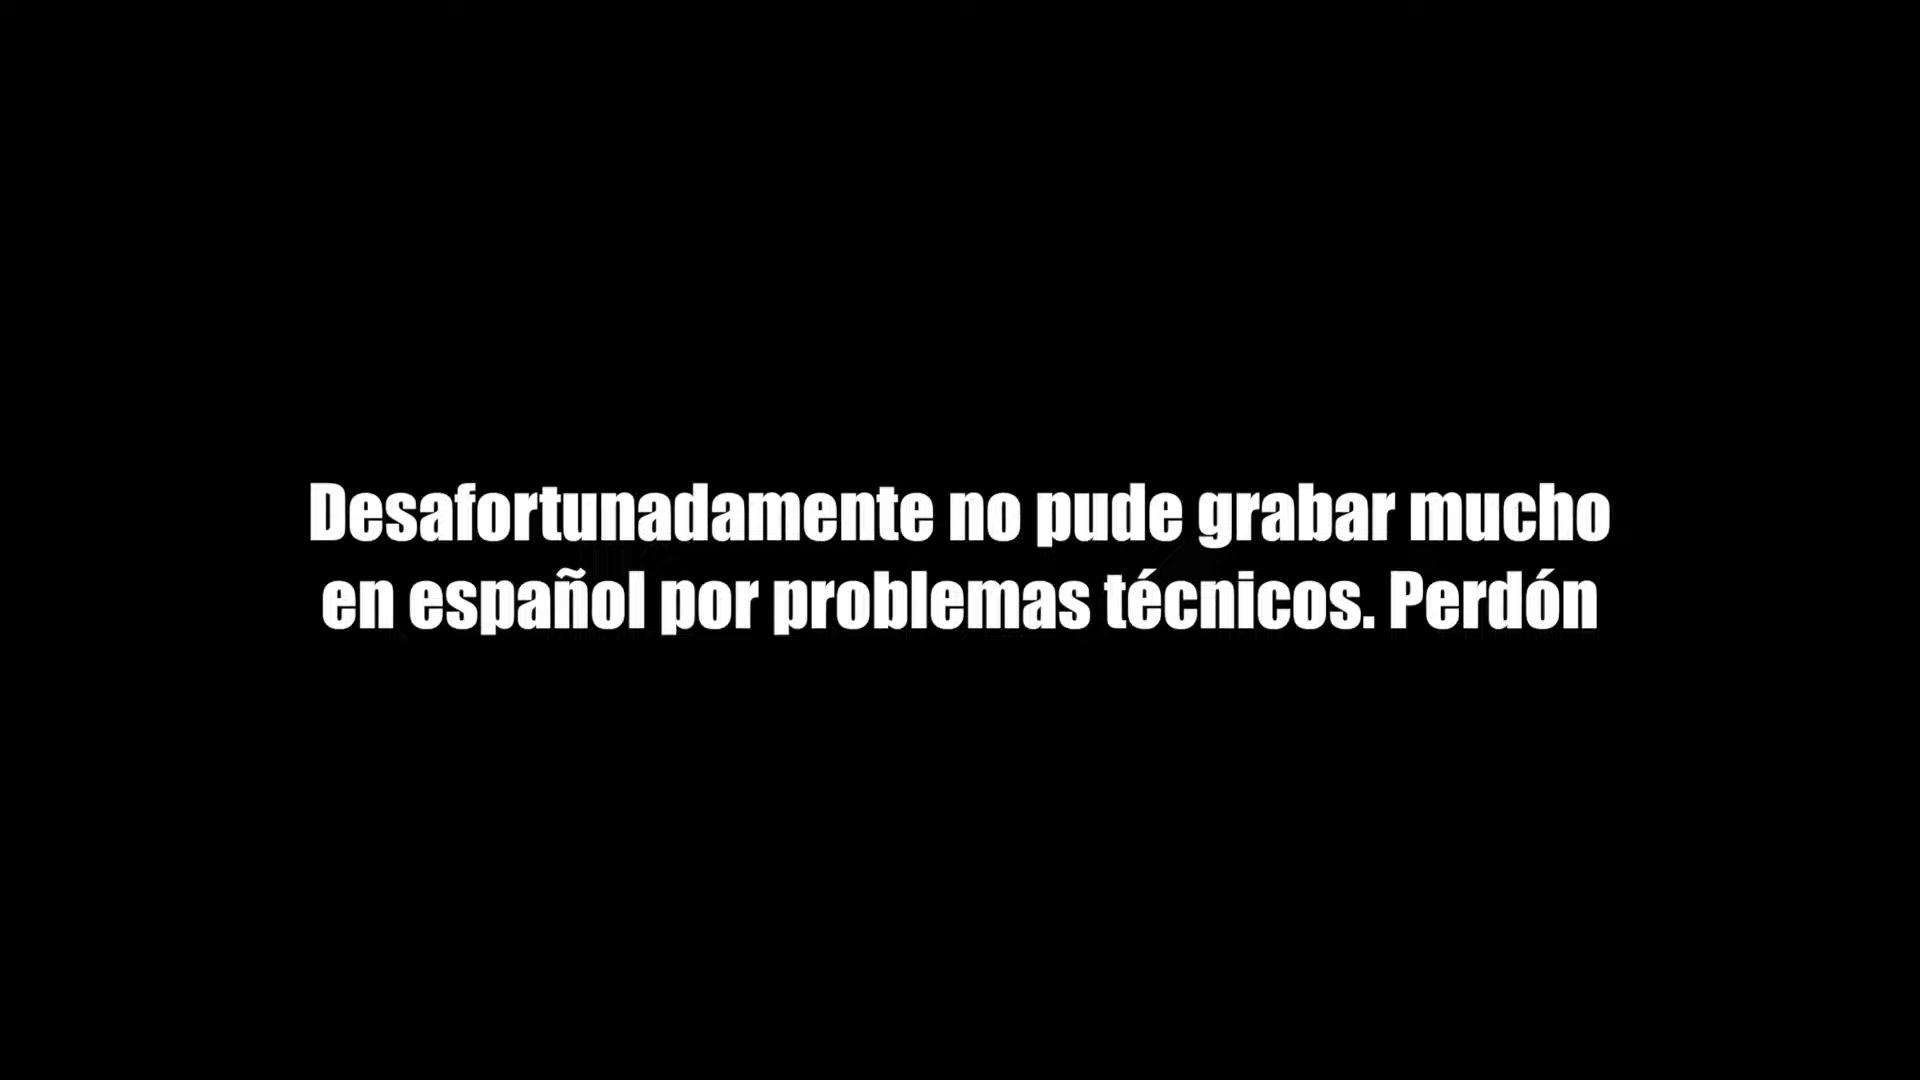 Desafortunadamente no pude grabar mucho
en español por problemas técnicos. Perdón